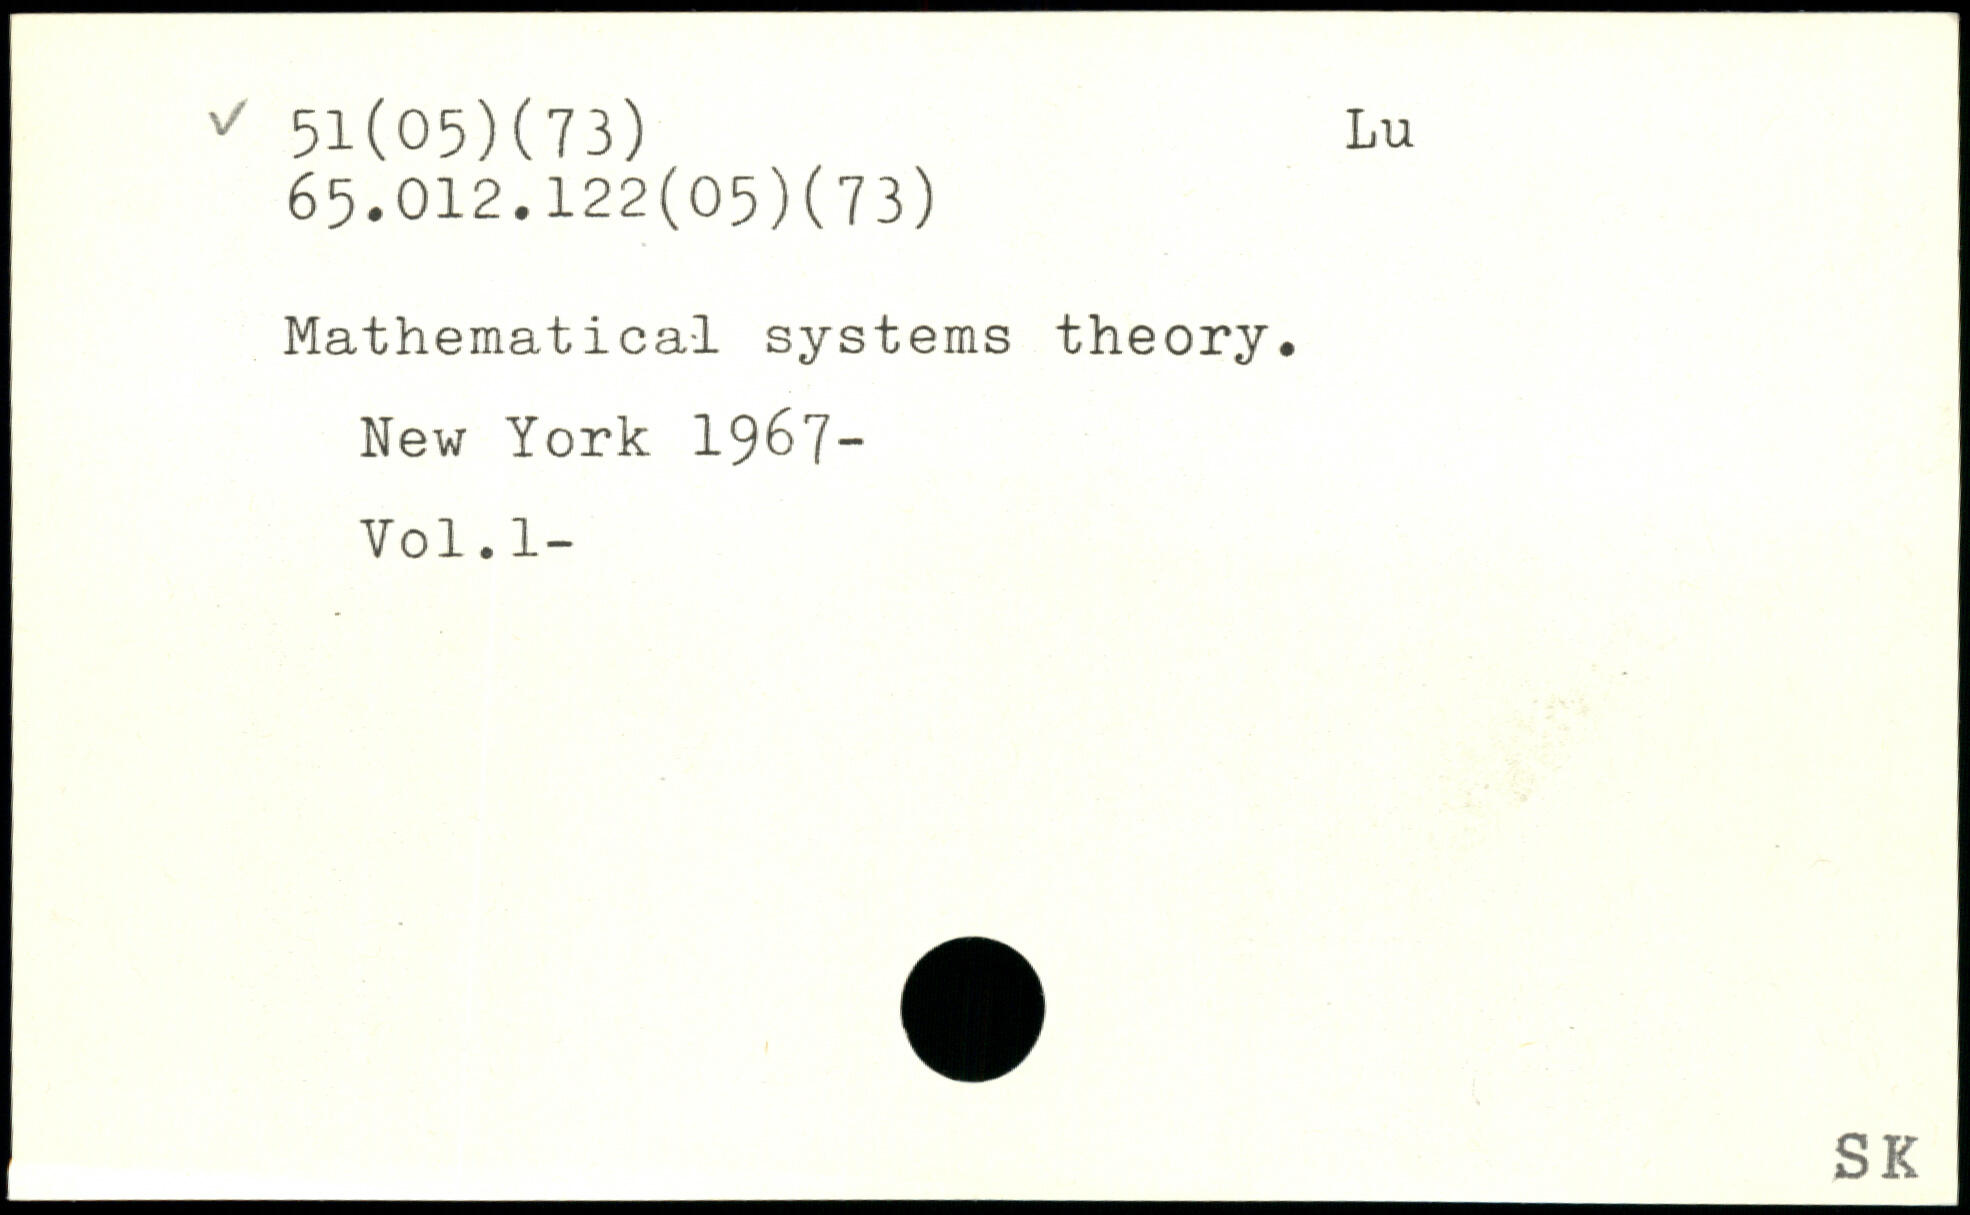 ✓ 51(05)(73) Lu
65.012.122(05)(73)
Mathematical systems theory.
New York 1967-
Vol.1-
SK